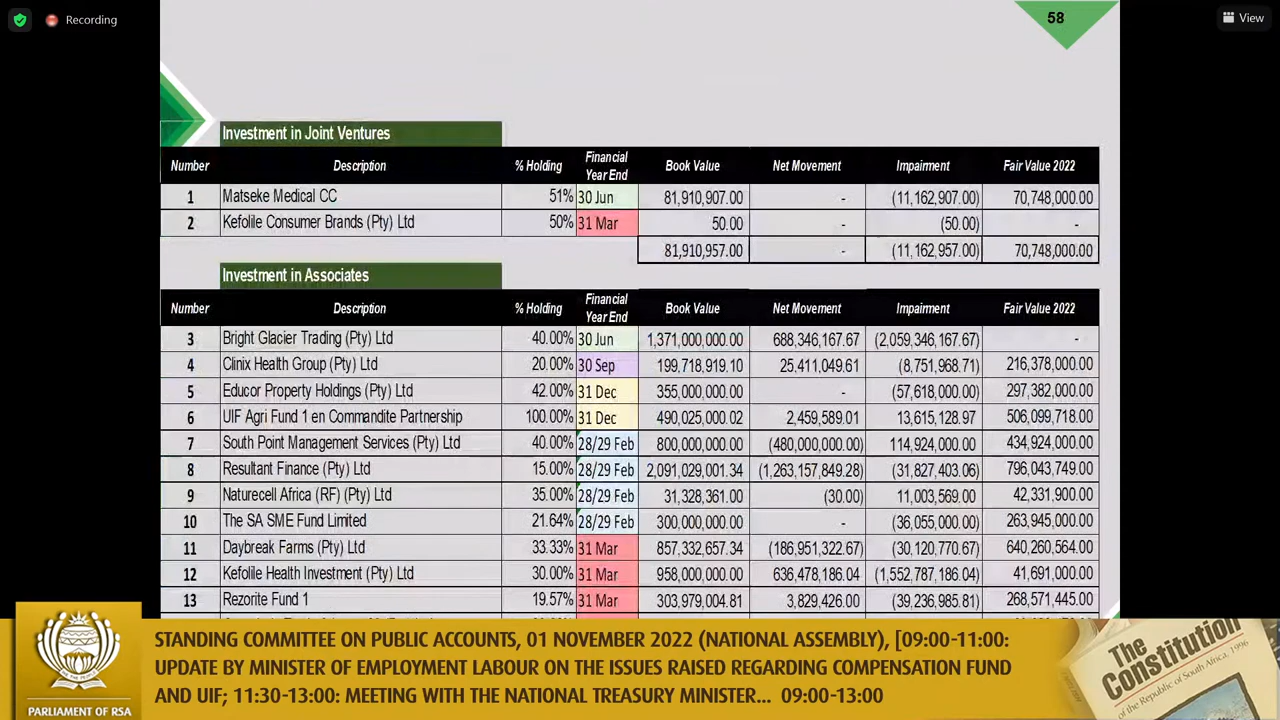 Recording
View
58
Investment in Joint Ventures
Number Description % Holding Financial Year End Book Value Net Movement Impairment Fair Value 2022
1 Matseke Medical CC 51% 30 Jun 81,910,907.00 - (11,162,907.00) 70,748,000.00
2 Kefolile Consumer Brands (Pty) Ltd 50% 31 Mar 50.00 - (50.00) -
81,910,957.00 - (11,162,957.00) 70,748,000.00
Investment in Associates
Number Description % Holding Financial Year End Book Value Net Movement Impairment Fair Value 2022
3 Bright Glacier Trading (Pty) Ltd 40.00% 30 Jun 1,371,000,000.00 688,346,167.67 (2,059,346,167.67) -
4 Clinix Health Group (Pty) Ltd 20.00% 30 Sep 199,718,919.10 25,411,049.61 (8,751,968.71) 216,378,000.00
5 Educor Property Holdings (Pty) Ltd 42.00% 31 Dec 355,000,000.00 - (57,618,000.00) 297,382,000.00
6 UIF Agri Fund 1 en Commandite Partnership 100.00% 31 Dec 490,025,000.02 2,459,589.01 13,615,128.97 506,099,718.00
7 South Point Management Services (Pty) Ltd 40.00% 28/29 Feb 800,000,000.00 (480,000,000.00) 114,924,000.00 434,924,000.00
8 Resultant Finance (Pty) Ltd 15.00% 28/29 Feb 2,091,029,001.34 (1,263,157,849.28) (31,827,403.06) 796,043,749.00
9 Naturecell Africa (RF) (Pty) Ltd 35.00% 28/29 Feb 31,328,361.00 (30.00) 11,003,569.00 42,331,900.00
10 The SA SME Fund Limited 21.64% 28/29 Feb 300,000,000.00 - (36,055,000.00) 263,945,000.00
11 Daybreak Farms (Pty) Ltd 33.33% 31 Mar 857,332,657.34 (186,951,322.67) (30,120,770.67) 640,260,564.00
12 Kefolile Health Investment (Pty) Ltd 30.00% 31 Mar 958,000,000.00 636,478,186.04 (1,552,787,186.04) 41,691,000.00
13 Rezorite Fund 1 19.57% 31 Mar 303,979,004.81 3,829,426.00 (39,236,985.81) 268,571,445.00
STANDING COMMITTEE ON PUBLIC ACCOUNTS, 01 NOVEMBER 2022 (NATIONAL ASSEMBLY), [09:00-11:00:
UPDATE BY MINISTER OF EMPLOYMENT LABOUR ON THE ISSUES RAISED REGARDING COMPENSATION FUND
AND UIF; 11:30-13:00: MEETING WITH THE NATIONAL TREASURY MINISTER... 09:00-13:00
PARLIAMENT OF RSA
The
Constitution
of the Republic of South Africa, 1996